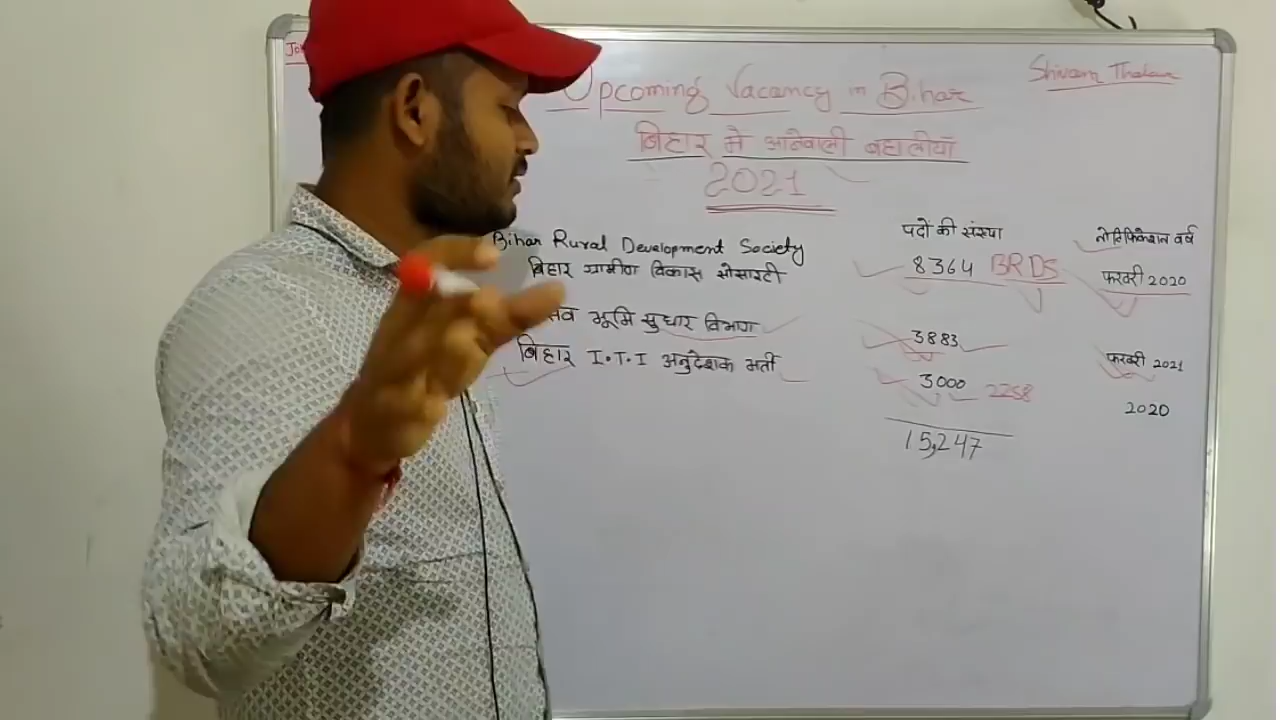 Shivam Thakur
Upcoming Vacancy in Bihar
बिहार मे आनेवाली बहालीयाँ
2021
पदों की संख्या
नोटिफिकेशन वर्ष
Bihar Rural Development Society
बिहार ग्रामीण विकास सोसाइटी
8364 BRDS
फरवरी 2020
भूमि सुधार विभाग
3883
फरवरी 2021
बिहार I.T.I अनुदेशक भर्ती
3000 2258
2020
15,247